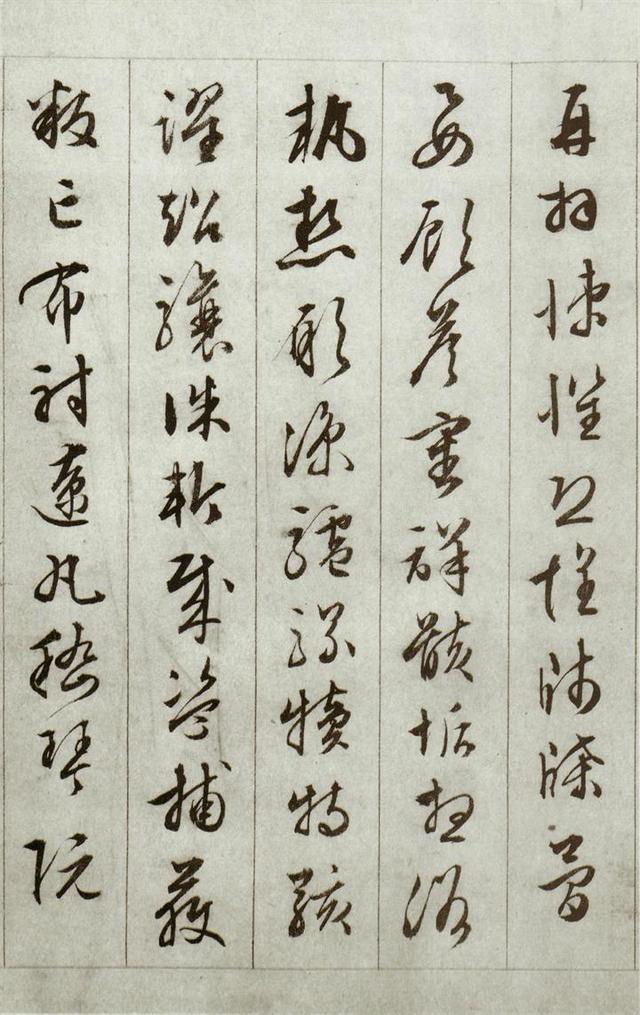 再拜悚懼恐惶牋牒簡
要顧答審詳骸垢想浴
執熱願涼驢騾犢特駭
躍超驤誅斬賊盜捕獲
叛亡布射遼丸嵇琴阮